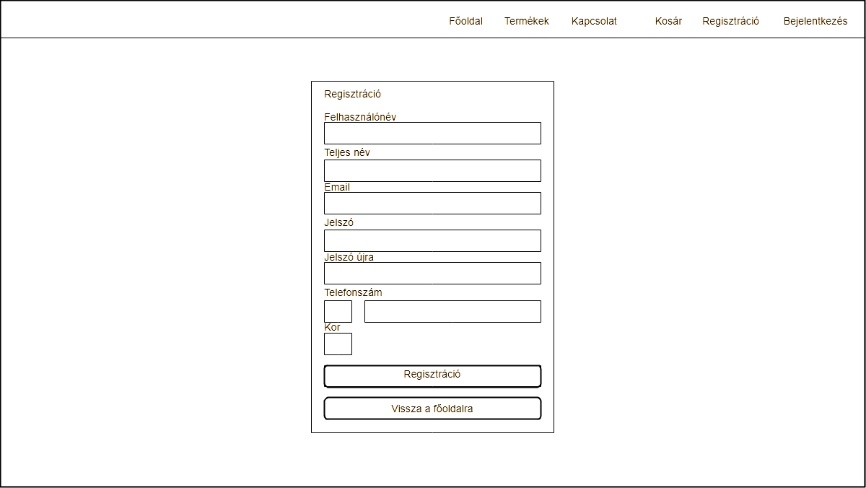 Főoldal Termékek Kapcsolat Kosár Regisztráció Bejelentkezés
Regisztráció
Felhasználónév
Teljes név
Email
Jelszó
Jelszó újra
Telefonszám
Kor
Regisztráció
Vissza a főoldalra